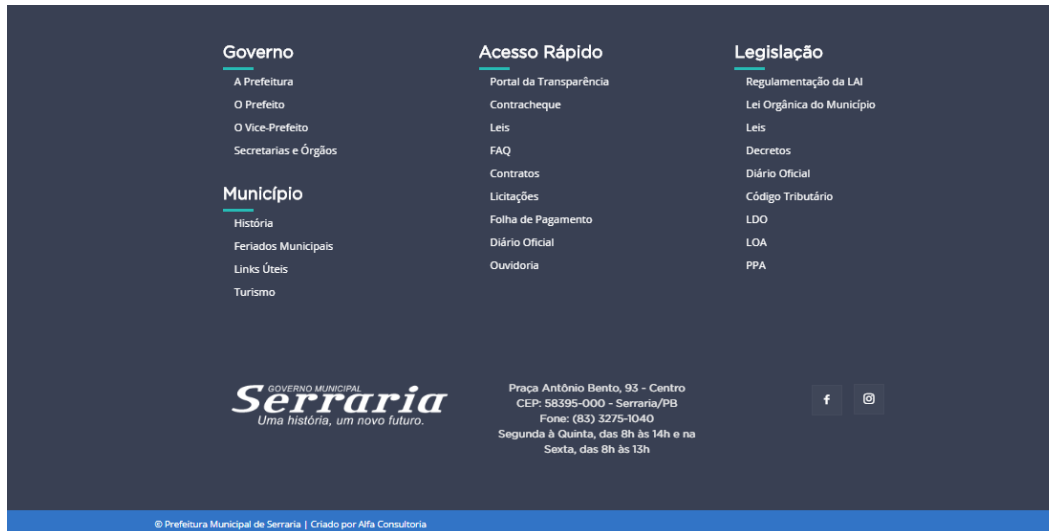 Governo
A Prefeitura
O Prefeito
O Vice-Prefeito
Secretarias e Órgãos
Município
História
Feriados Municipais
Links Úteis
Turismo
Acesso Rápido
Portal da Transparência
Contracheque
Leis
FAQ
Contratos
Licitações
Folha de Pagamento
Diário Oficial
Ouvidoria
Legislação
Regulamentação da LAI
Lei Orgânica do Município
Leis
Decretos
Diário Oficial
Código Tributário
LDO
LOA
PPA
GOVERNO MUNICIPAL
Serraria
Uma história, um novo futuro.
Praça Antônio Bento, 93 - Centro
CEP: 58395-000 - Serraria/PB
Fone: (83) 3275-1040
Segunda à Quinta, das 8h às 14h e na
Sexta, das 8h às 13h
© Prefeitura Municipal de Serraria | Criado por Alfa Consultoria